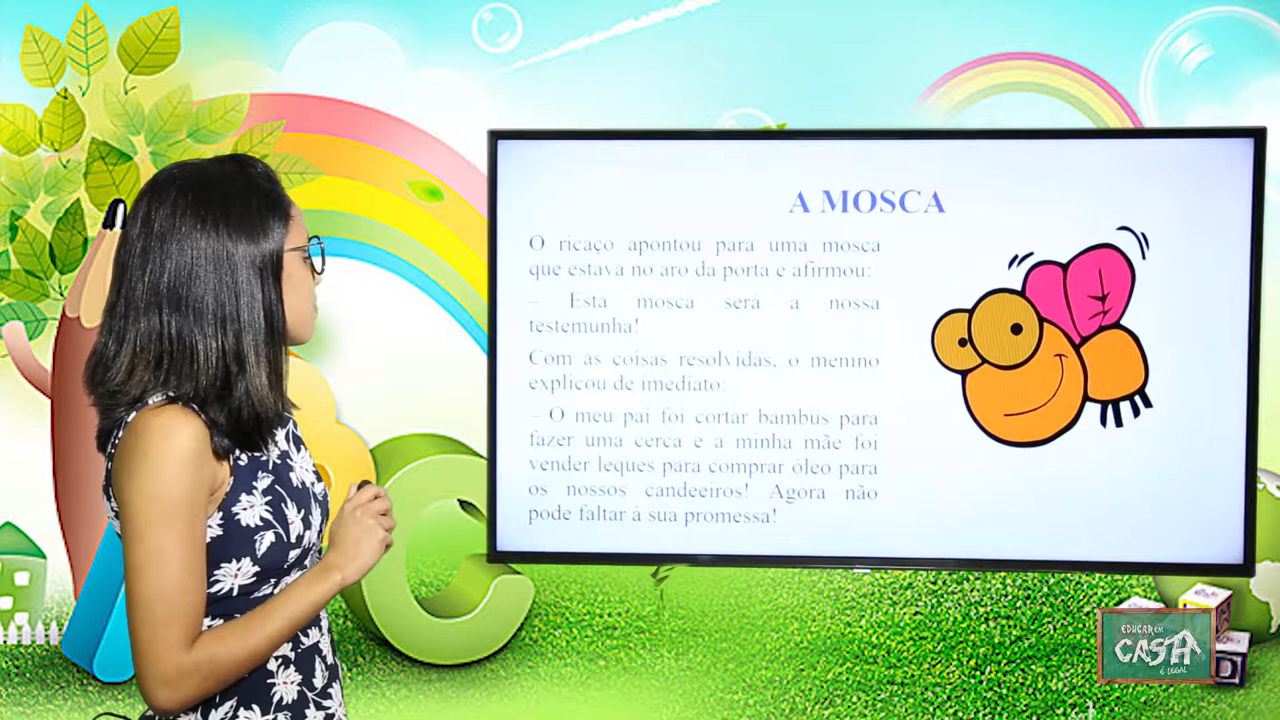 A MOSCA
O ricaço apontou para uma mosca
que estava no aro da porta e afirmou:
– Esta mosca será a nossa
testemunha!
Com as coisas resolvidas, o menino
explicou de imediato:
– O meu pai foi cortar bambus para
fazer uma cerca e a minha mãe foi
vender leques para comprar óleo para
os nossos candeeiros! Agora não
pode faltar à sua promessa!
EDUCAR EM
CASA
É LEGAL